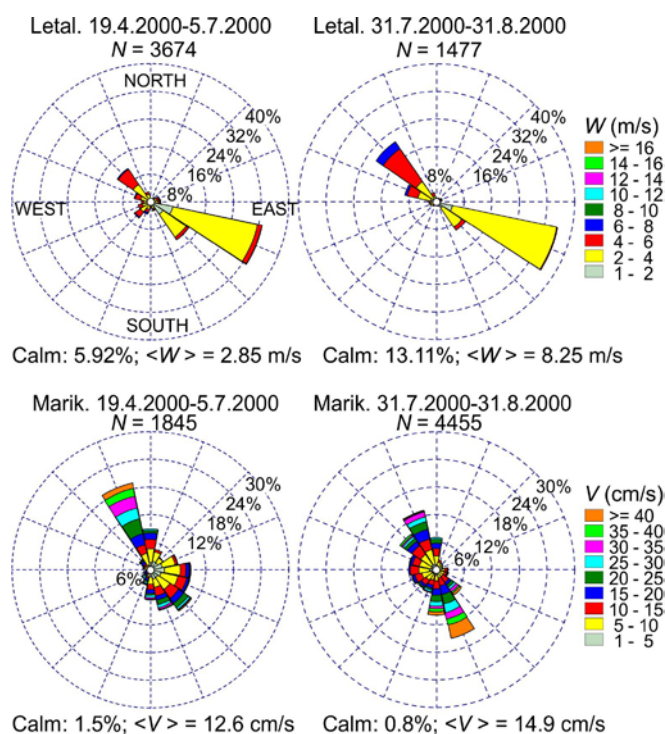 Letal. 19.4.2000-5.7.2000
N = 3674
NORTH
40%
32%
24%
16%
8%
WEST
EAST
SOUTH
Calm: 5.92%; <W > = 2.85 m/s
Letal. 31.7.2000-31.8.2000
N = 1477
40%
32%
24%
16%
8%
Calm: 13.11%; <W > = 8.25 m/s
W (m/s)
>= 16
14 - 16
12 - 14
10 - 12
8 - 10
6 - 8
4 - 6
2 - 4
1 - 2
Marik. 19.4.2000-5.7.2000
N = 1845
30%
24%
18%
12%
6%
Calm: 1.5%; <V > = 12.6 cm/s
Marik. 31.7.2000-31.8.2000
N = 4455
30%
24%
18%
12%
6%
Calm: 0.8%; <V > = 14.9 cm/s
V (cm/s)
>= 40
35 - 40
30 - 35
25 - 30
20 - 25
15 - 20
10 - 15
5 - 10
1 - 5